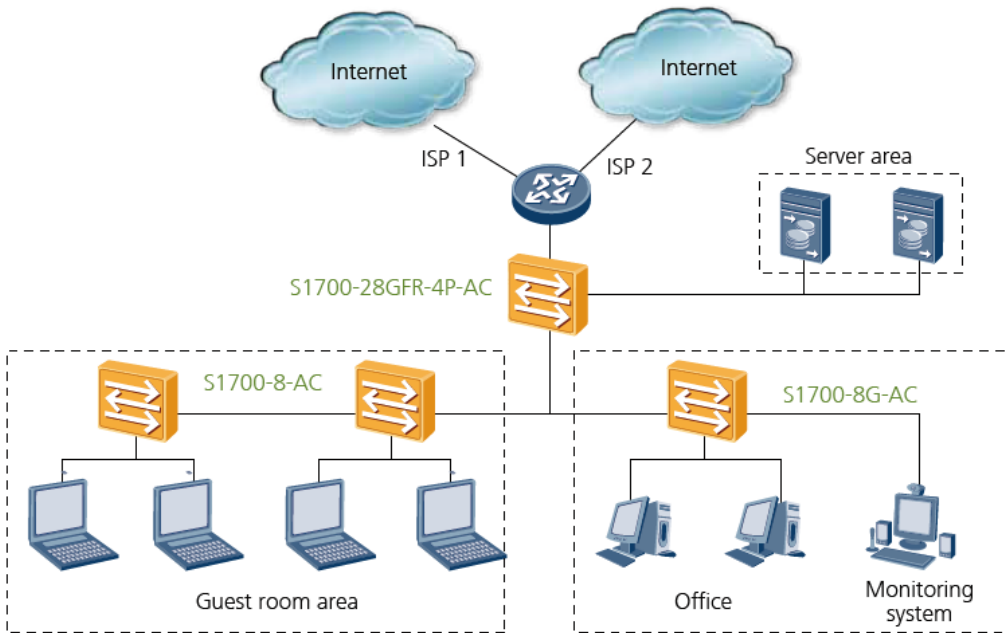 Internet
Internet
ISP 1
ISP 2
Server area
S1700-28GFR-4P-AC
S1700-8-AC
S1700-8G-AC
Guest room area
Office
Monitoring
system